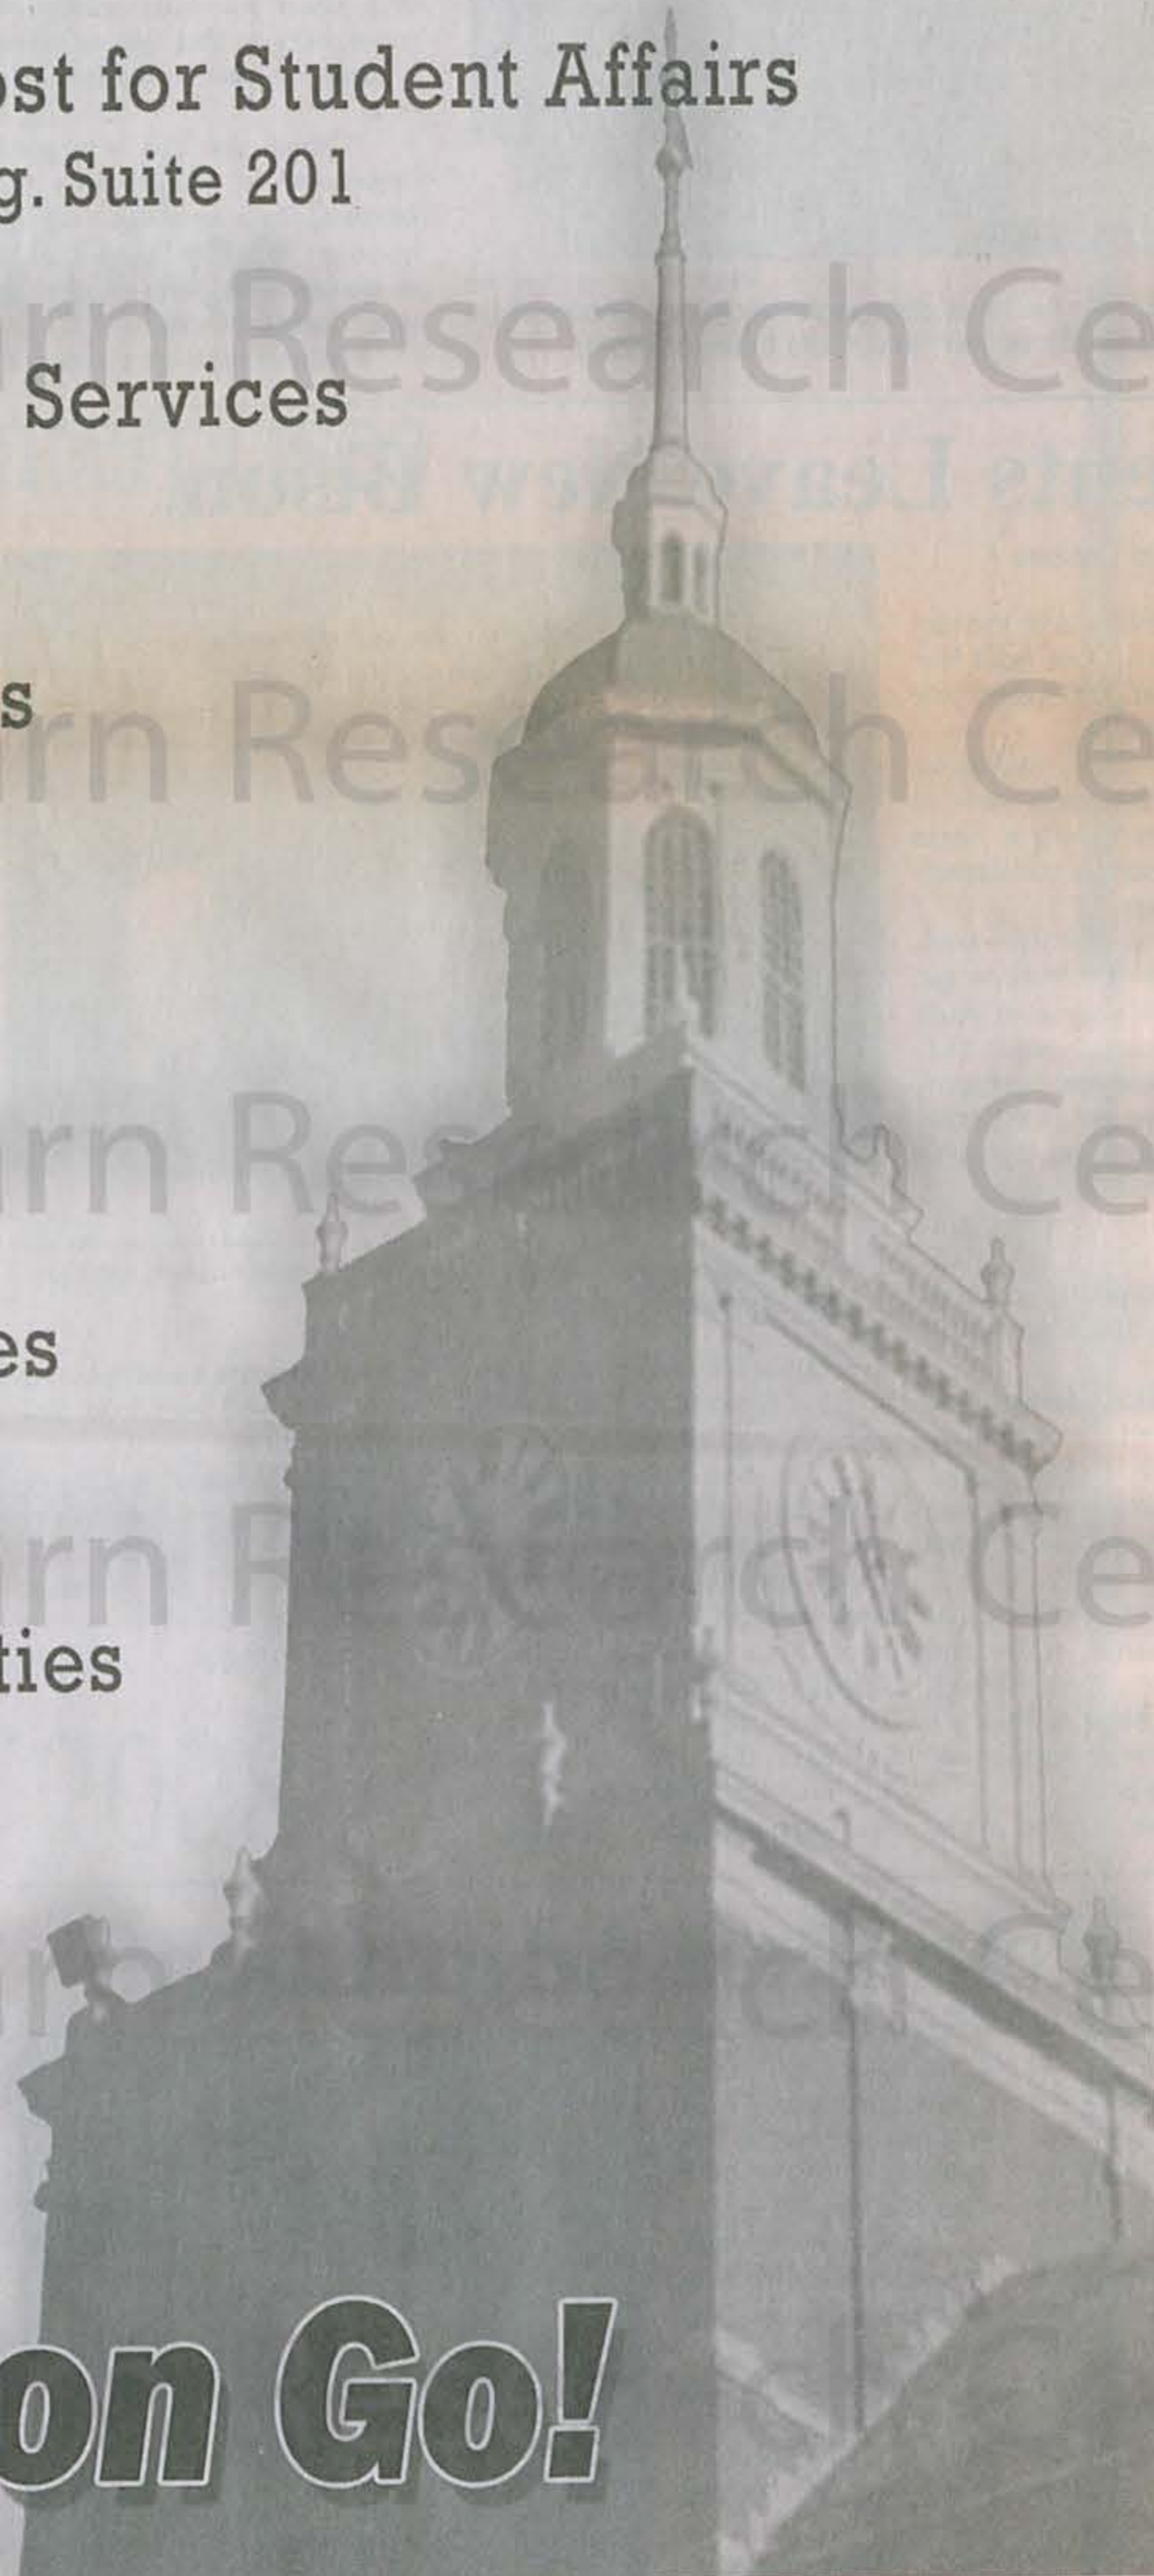 ost for Student Affairs
g. Suite 201
rn Research Ce
Services
s
rn Research Ce
rn Research Ce
es
rn Research Ce
ties
on Go!